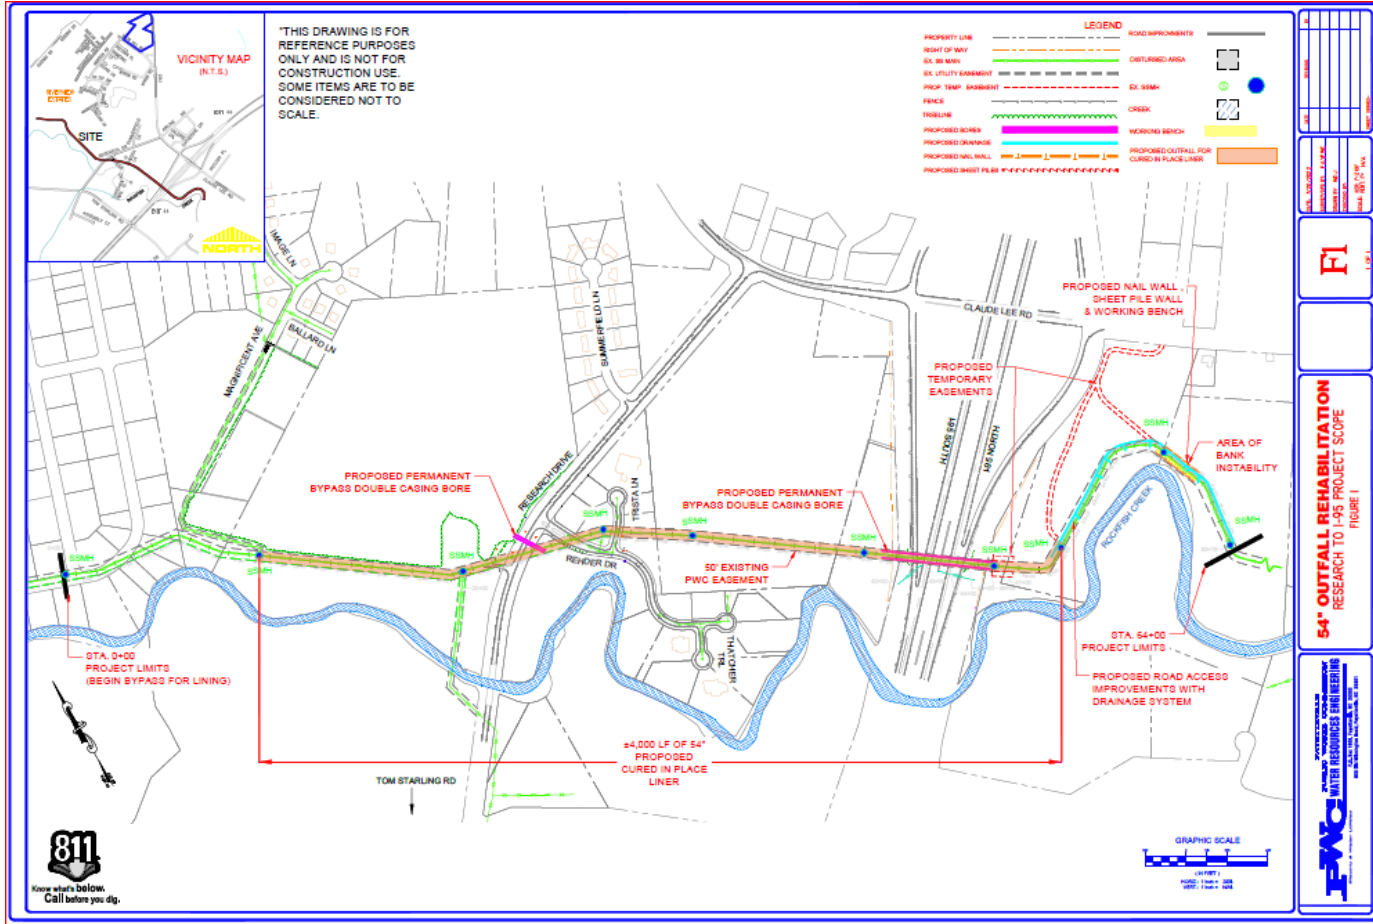 VICINITY MAP
(N.T.S.)
SITE
NORTH
"THIS DRAWING IS FOR
REFERENCE PURPOSES
ONLY AND IS NOT FOR
CONSTRUCTION USE.
SOME ITEMS ARE TO BE
CONSIDERED NOT TO
SCALE.
LEGEND
PROPERTY LINE
RIGHT OF WAY
EX. SS MAIN
EX. UTILITY EASEMENT
PROP. TEMP. EASEMENT
FENCE
TREELINE
PROPOSED BORES
PROPOSED DRAINAGE
PROPOSED NAIL WALL
PROPOSED SHEET PILES
ROAD IMPROVMENTS
DISTURBED AREA
EX. SSMH
CREEK
WORKING BENCH
PROPOSED OUTFALL FOR
CURED IN PLACE LINER
IMAGE LN
BALLARD LN
MAGNIFICENT AVE
SUMMERFIELD LN
CLAUDE LEE RD
PROPOSED NAIL WALL,
SHEET PILE WALL
& WORKING BENCH
PROPOSED
TEMPORARY
EASEMENTS
I-95 SOUTH
I-95 NORTH
SSMH
AREA OF
BANK
INSTABILITY
RESEARCH DRIVE
TRISTA LN
PROPOSED PERMANENT
BYPASS DOUBLE CASING BORE
PROPOSED PERMANENT
BYPASS DOUBLE CASING BORE
ROCKFISH CREEK
SSMH
SSMH
SSMH
SSMH
SSMH
SSMH
SSMH
SSMH
REHDER DR
50' EXISTING
PWC EASEMENT
THATCHER
TRL
STA. 0+00
PROJECT LIMITS
(BEGIN BYPASS FOR LINING)
STA. 54+00
PROJECT LIMITS
PROPOSED ROAD ACCESS
IMPROVEMENTS WITH
DRAINAGE SYSTEM
±4,000 LF OF 54"
PROPOSED
CURED IN PLACE
LINER
TOM STARLING RD
811
Know what's below.
Call before you dig.
GRAPHIC SCALE
F1
54" OUTFALL REHABILITATION
RESEARCH TO I-95 PROJECT SCOPE
FIGURE 1
PWC
WATER RESOURCES ENGINEERING